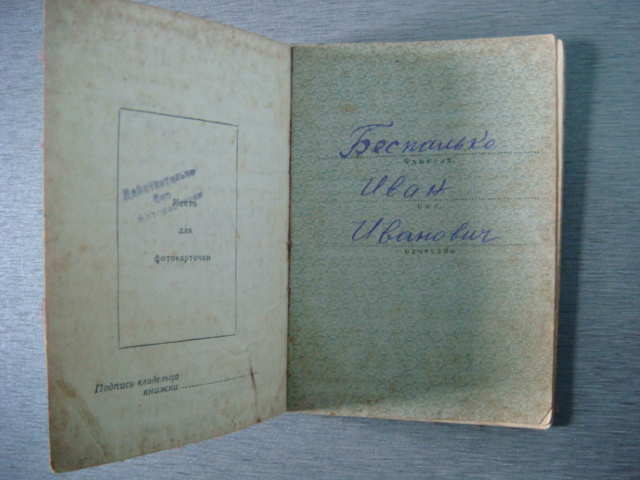 Действительно
без
фотокарточки
Место
для
фотокарточки
Подпись владельца
книжки
Беспалько
фамилия
Иван
имя
Иванович
отчество